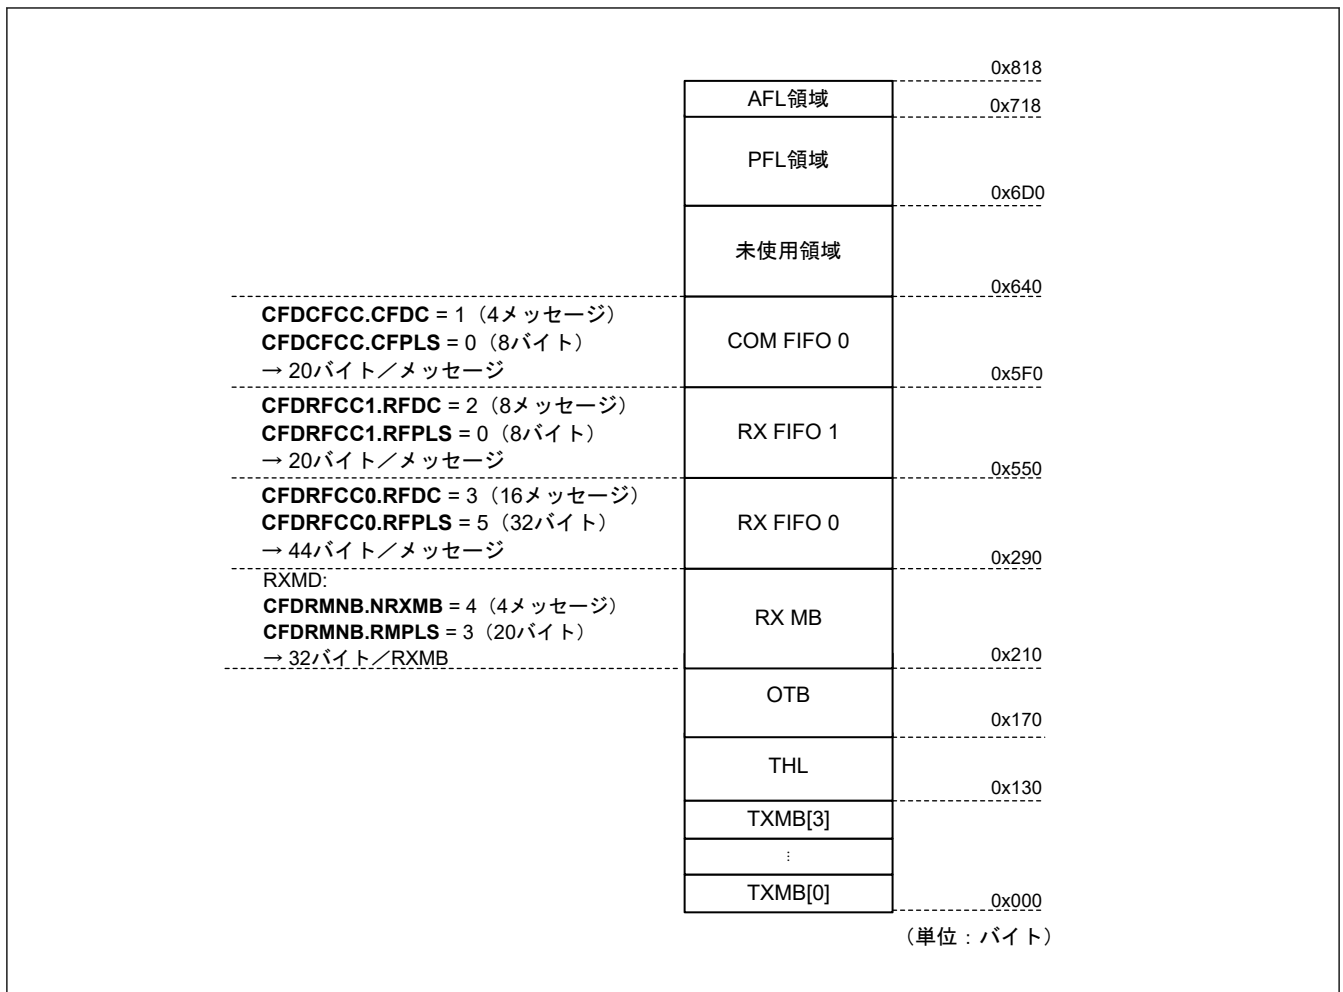 0x818
AFL領域
0x718
PFL領域
0x6D0
未使用領域
0x640
CFDCFCC.CFDC = 1（4メッセージ）
CFDCFCC.CFPLS = 0（8バイト）
→ 20バイト／メッセージ
COM FIFO 0
0x5F0
CFDRFCC1.RFDC = 2（8メッセージ）
CFDRFCC1.RFPLS = 0（8バイト）
→ 20バイト／メッセージ
RX FIFO 1
0x550
CFDRFCC0.RFDC = 3（16メッセージ）
CFDRFCC0.RFPLS = 5（32バイト）
→ 44バイト／メッセージ
RX FIFO 0
0x290
RXMD:
CFDRMNB.NRXMB = 4（4メッセージ）
CFDRMNB.RMPLS = 3（20バイト）
→ 32バイト／RXMB
RX MB
0x210
OTB
0x170
THL
0x130
TXMB[3]
⋮
TXMB[0]
0x000
（単位：バイト）